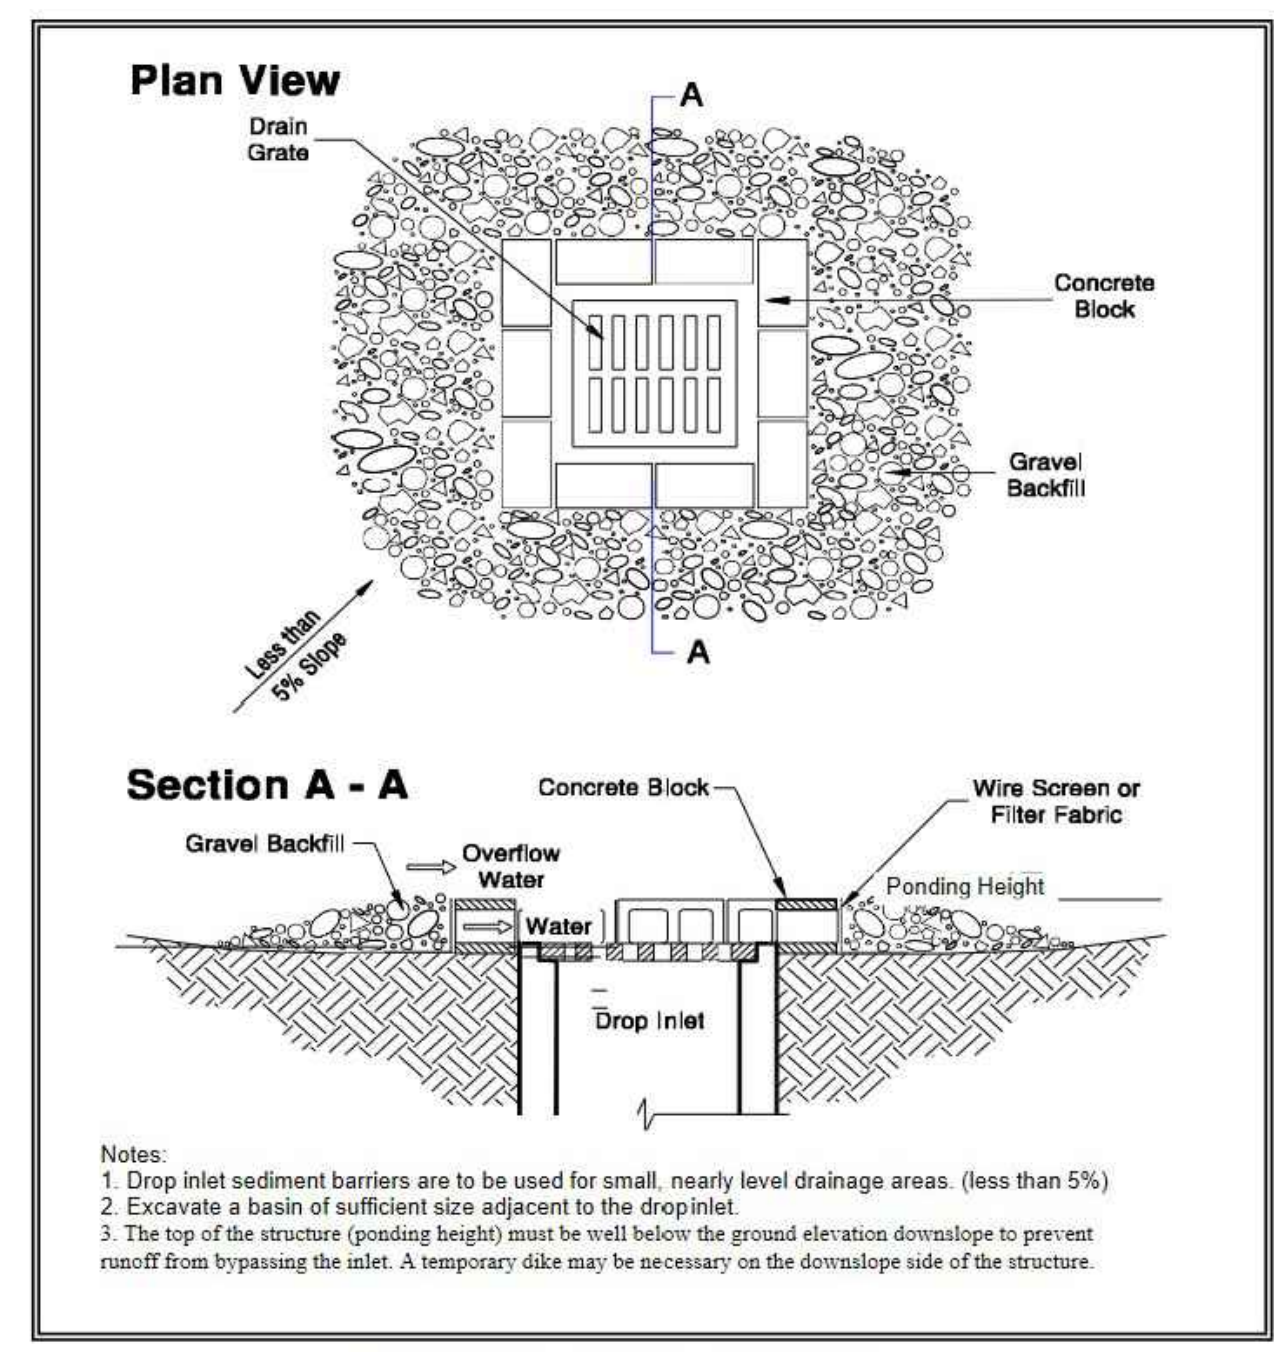 Plan View
A
Drain
Grate
Concrete
Block
Gravel
Backfill
Less than
5% Slope
A
Section A - A
Concrete Block
Wire Screen or
Filter Fabric
Gravel Backfill
Overflow
Water
Ponding Height
Water
Drop Inlet
Notes:
1. Drop inlet sediment barriers are to be used for small, nearly level drainage areas. (less than 5%)
2. Excavate a basin of sufficient size adjacent to the dropinlet.
3. The top of the structure (ponding height) must be well below the ground elevation downslope to prevent
runoff from bypassing the inlet. A temporary dike may be necessary on the downslope side of the structure.